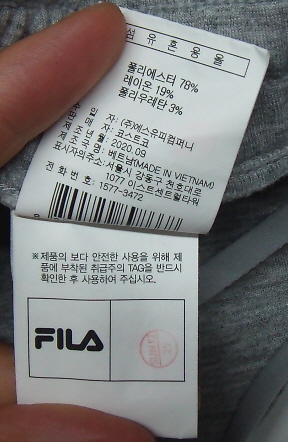 섬 유 혼 용 율
폴리에스터 78%
레이온 19%
폴리우레탄 3%
자: (주)에스유피컴퍼니
자: 코스트코
제조년월: 2020.09
제 조 국: 베트남(MADE IN VIETNAM)
표시자의주소:서울시 강동구 천호대로
1077 이스트센트럴타워
전 화 번 호: 1577-3472
※제품의 보다 안전한 사용을 위해 제
품에 부착된 취급주의 TAG을 반드시
확인한 후 사용하여 주십시오.
FILA